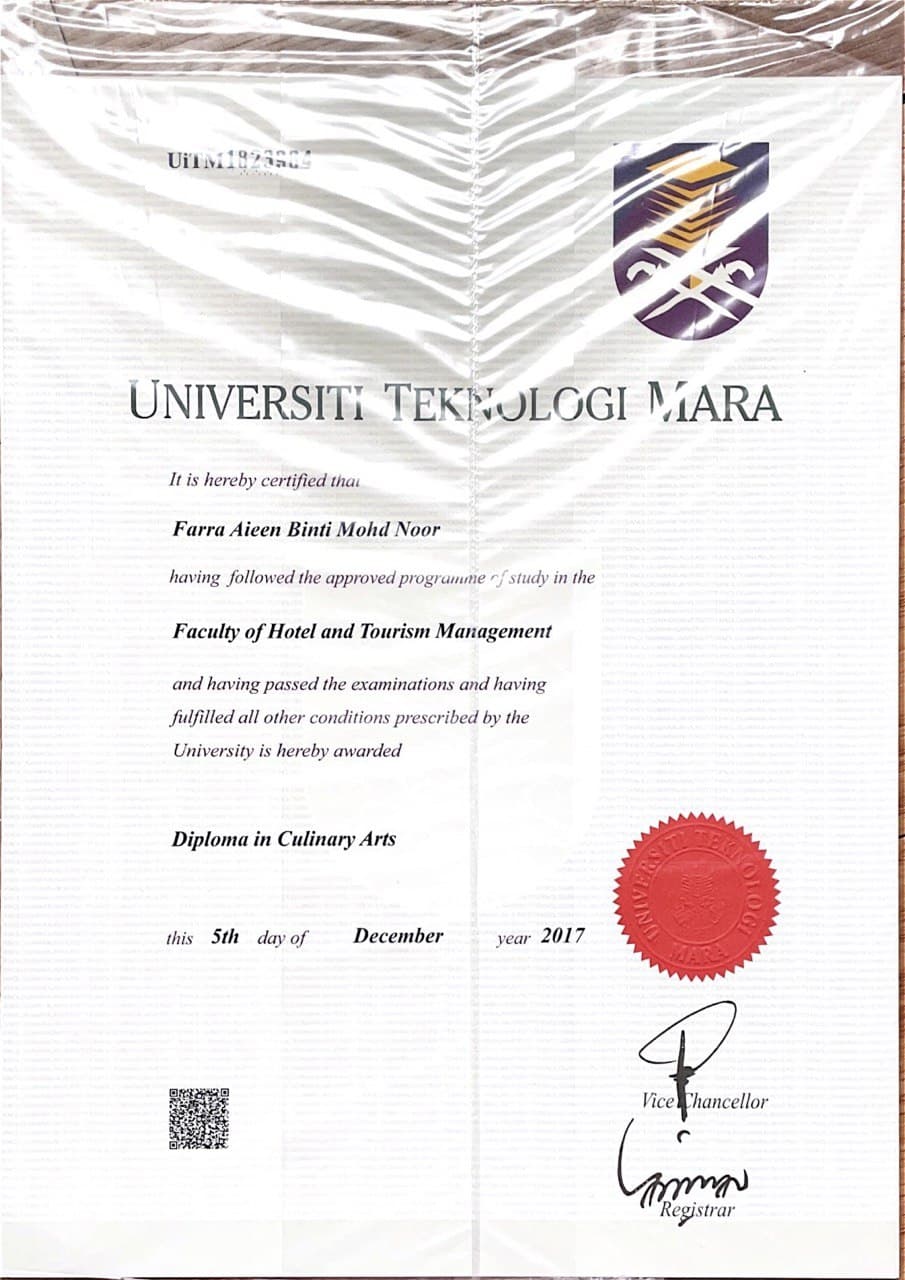 UiTM
UNIVERSITI TEKNOLOGI MARA
It is hereby certified that
Farra Aieen Binti Mohd Noor
having followed the approved programme of study in the
Faculty of Hotel and Tourism Management
and having passed the examinations and having
fulfilled all other conditions prescribed by the
University is hereby awarded
Diploma in Culinary Arts
this 5th day of December year 2017
UNIVERSITI TEKNOLOGI
MARA
Vice Chancellor
Registrar